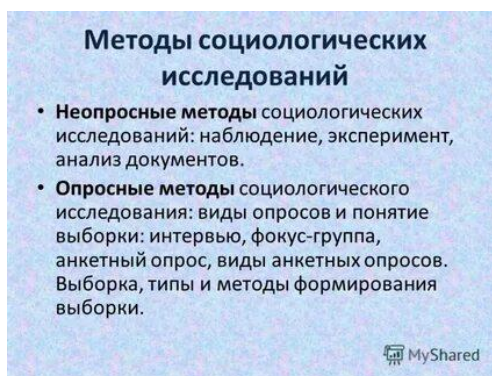 Методы социологических
исследований
• Неопросные методы социологических
исследований: наблюдение, эксперимент,
анализ документов.
• Опросные методы социологического
исследования: виды опросов и понятие
выборки: интервью, фокус-группа,
анкетный опрос, виды анкетных опросов.
Выборка, типы и методы формирования
выборки.
MyShared